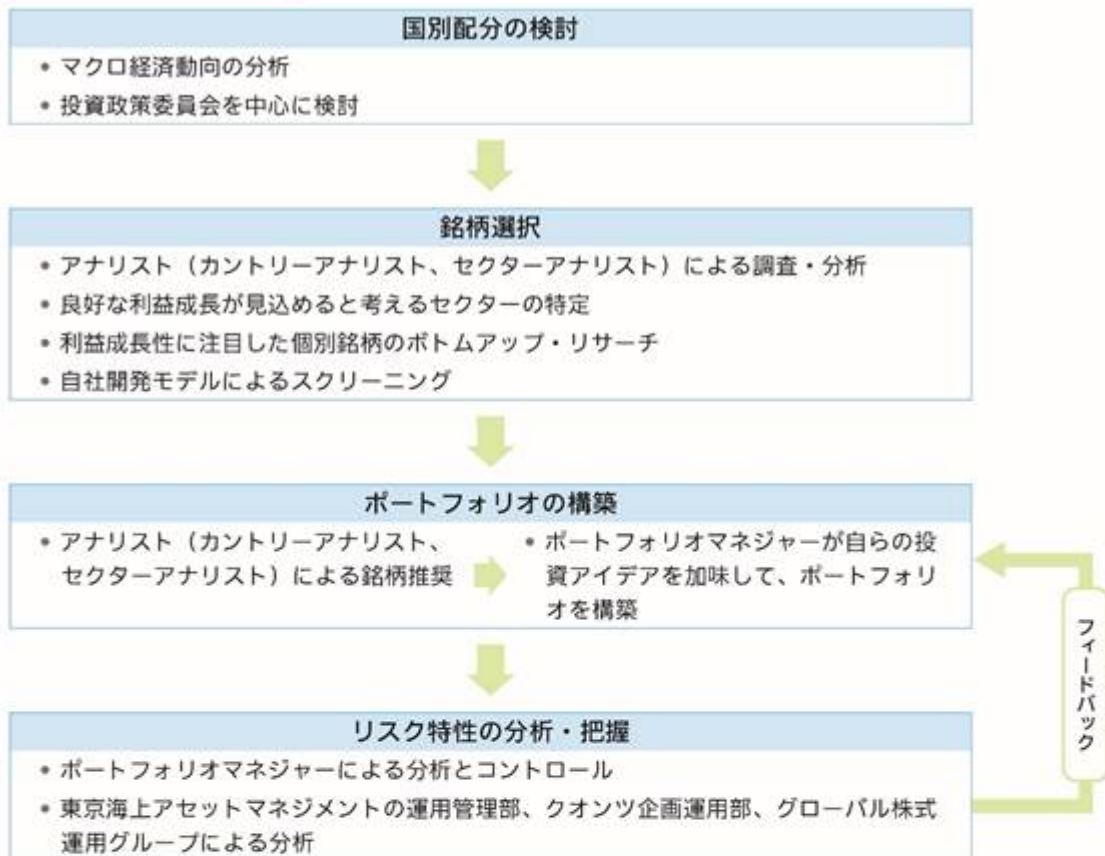 国別配分の検討
• マクロ経済動向の分析
• 投資政策委員会を中心に検討
銘柄選択
• アナリスト（カントリーアナリスト、セクターアナリスト）による調査・分析
• 良好な利益成長が見込めると考えるセクターの特定
• 利益成長性に注目した個別銘柄のボトムアップ・リサーチ
• 自社開発モデルによるスクリーニング
ポートフォリオの構築
• アナリスト（カントリーアナリスト、
セクターアナリスト）による銘柄推奨
• ポートフォリオマネジャーが自らの投
資アイデアを加味して、ポートフォリ
オを構築
フィードバック
リスク特性の分析・把握
• ポートフォリオマネジャーによる分析とコントロール
• 東京海上アセットマネジメントの運用管理部、クオンツ企画運用部、グローバル株式
運用グループによる分析